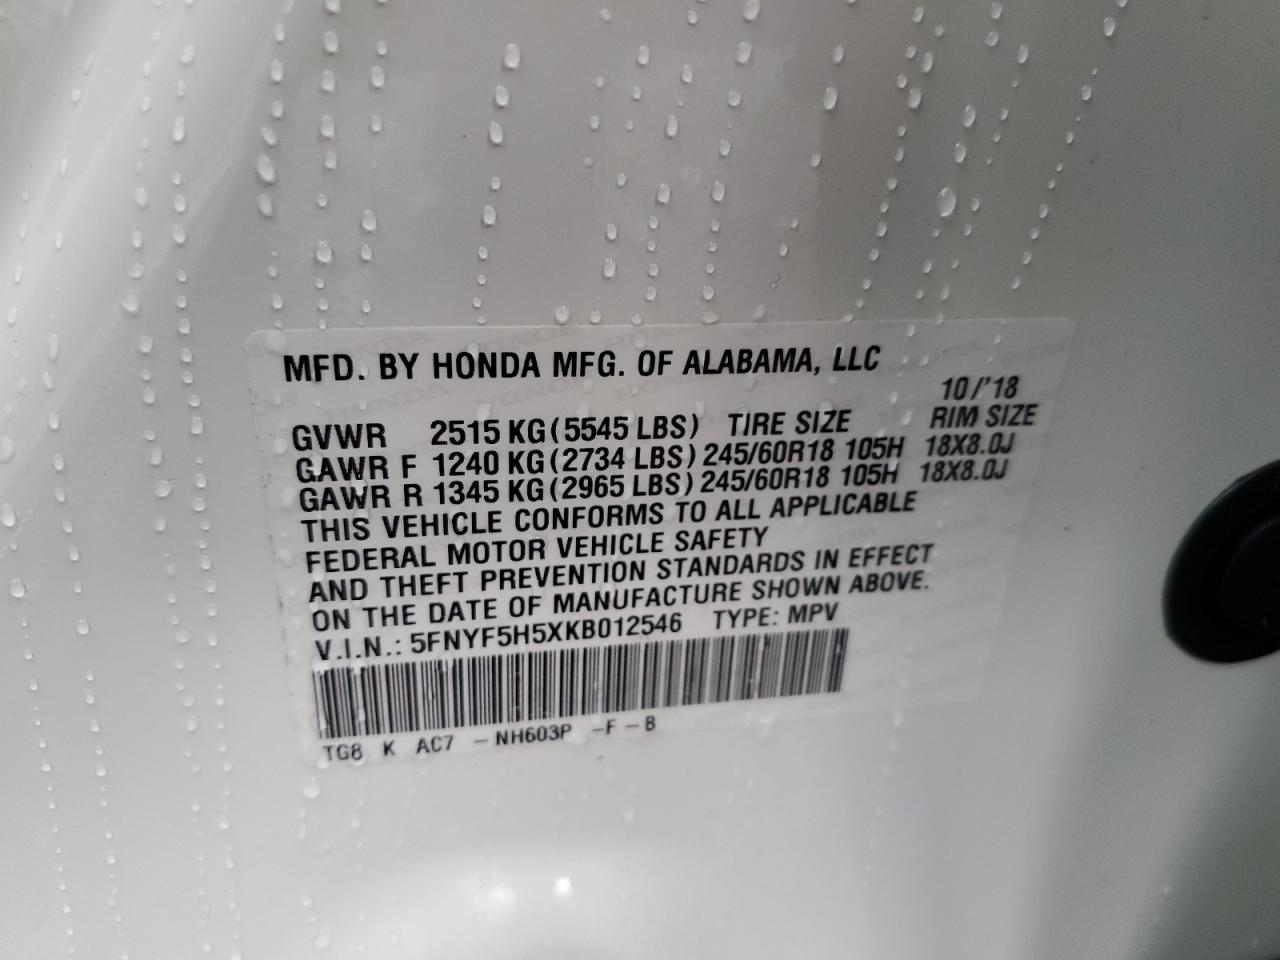 MFD. BY HONDA MFG. OF ALABAMA, LLC
10/'18
GVWR 2515 KG (5545 LBS) TIRE SIZE RIM SIZE
GAWR F 1240 KG (2734 LBS) 245/60R18 105H 18X8.0J
GAWR R 1345 KG (2965 LBS) 245/60R18 105H 18X8.0J
THIS VEHICLE CONFORMS TO ALL APPLICABLE
FEDERAL MOTOR VEHICLE SAFETY
AND THEFT PREVENTION STANDARDS IN EFFECT
ON THE DATE OF MANUFACTURE SHOWN ABOVE.
V.I.N.: 5FNYF5H5XKB012546 TYPE: MPV
TG8 K AC7 -NH603P -F-B